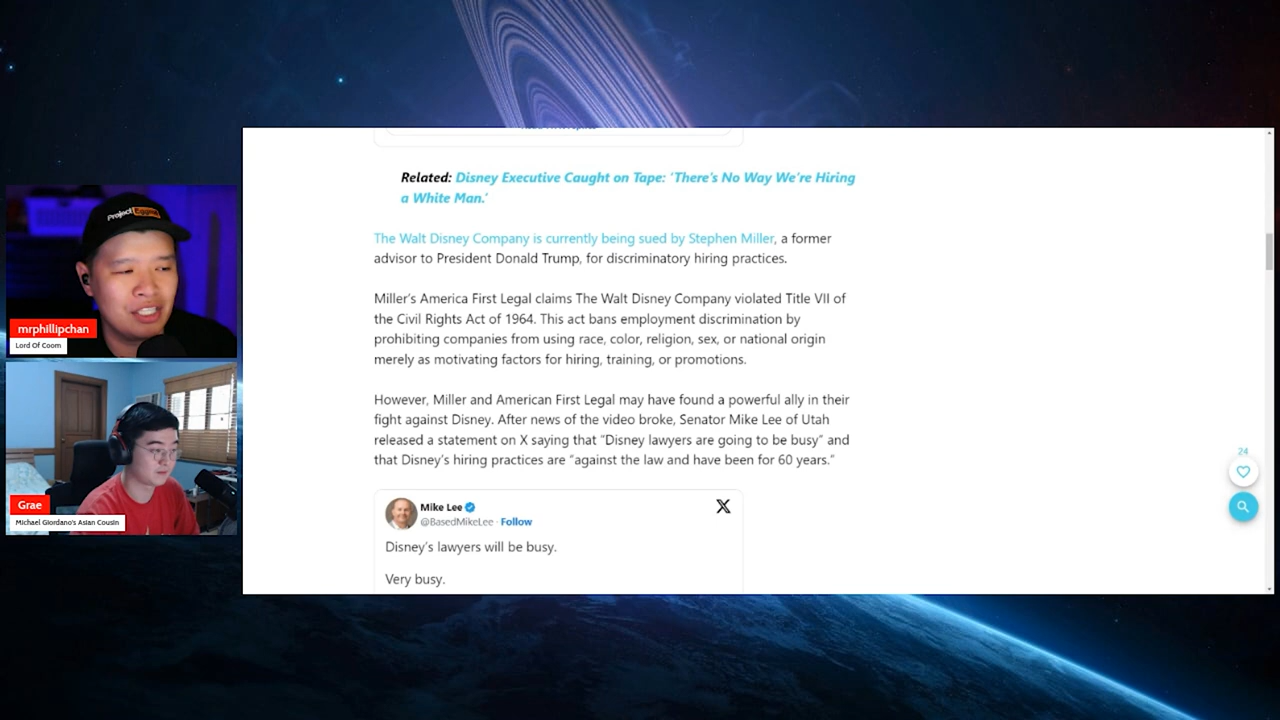 Related: Disney Executive Caught on Tape: ‘There’s No Way We’re Hiring
a White Man.’
The Walt Disney Company is currently being sued by Stephen Miller, a former
advisor to President Donald Trump, for discriminatory hiring practices.
Miller’s America First Legal claims The Walt Disney Company violated Title VII of
the Civil Rights Act of 1964. This act bans employment discrimination by
prohibiting companies from using race, color, religion, sex, or national origin
merely as motivating factors for hiring, training, or promotions.
However, Miller and American First Legal may have found a powerful ally in their
fight against Disney. After news of the video broke, Senator Mike Lee of Utah
released a statement on X saying that “Disney lawyers are going to be busy” and
that Disney’s hiring practices are “against the law and have been for 60 years.”
Mike Lee
@BasedMikeLee · Follow
Disney’s lawyers will be busy.
Very busy.
24
Project
mrphillipchan
Lord Of Coom
Grae
Michael Giordano's Asian Cousin